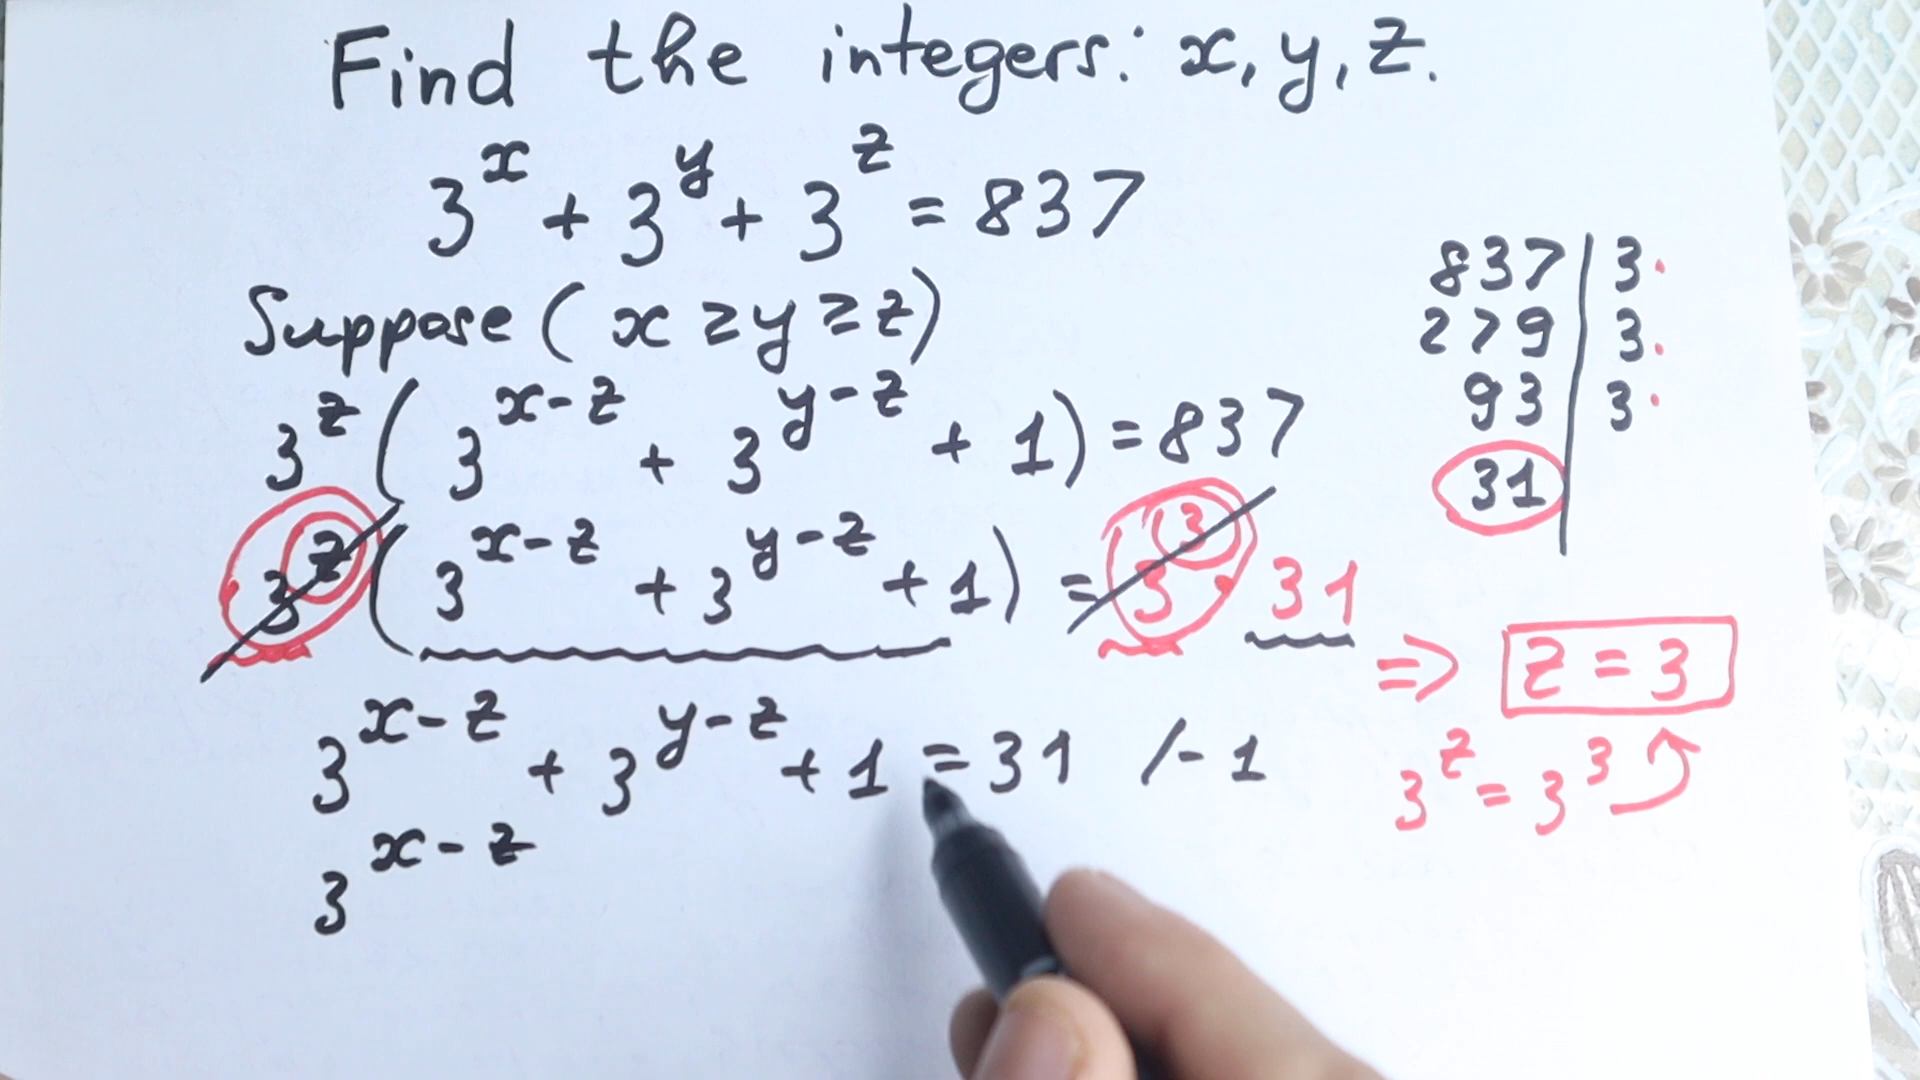 Find the integers: x, y, z.
3^x + 3^y + 3^z = 837
Suppose ( x ≥ y ≥ z )
3^z ( 3^(x-z) + 3^(y-z) + 1 ) = 837
3^z ( 3^(x-z) + 3^(y-z) + 1 ) = 3^3 · 31
3^(x-z) + 3^(y-z) + 1 = 31 /- 1
3^(x-z)
837 | 3·
279 | 3·
93 | 3·
31
=> z = 3
3^z = 3^3